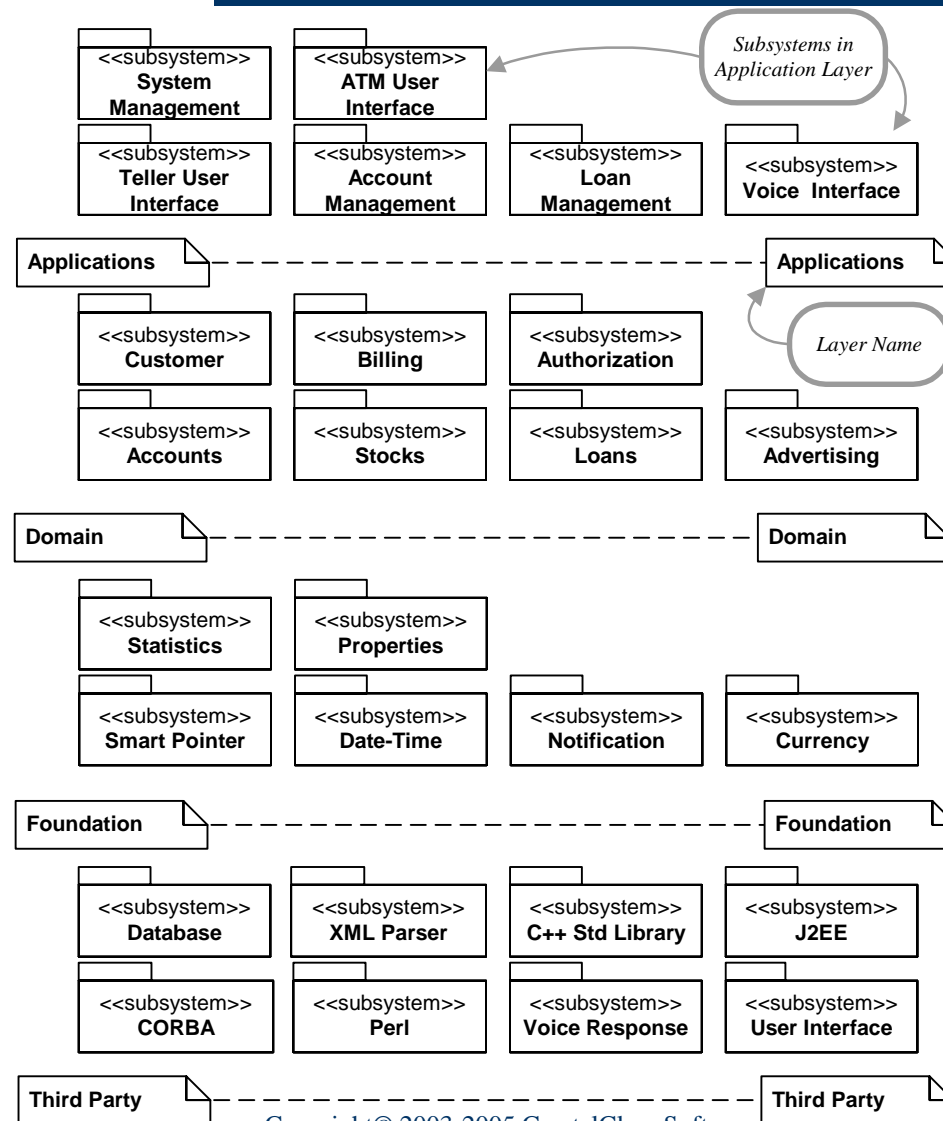 <<subsystem>>
System
Management
<<subsystem>>
ATM User
Interface
Subsystems in
Application Layer
<<subsystem>>
Teller User
Interface
<<subsystem>>
Account
Management
<<subsystem>>
Loan
Management
<<subsystem>>
Voice Interface
Applications
Applications
<<subsystem>>
Customer
<<subsystem>>
Billing
<<subsystem>>
Authorization
Layer Name
<<subsystem>>
Accounts
<<subsystem>>
Stocks
<<subsystem>>
Loans
<<subsystem>>
Advertising
Domain
Domain
<<subsystem>>
Statistics
<<subsystem>>
Properties
<<subsystem>>
Smart Pointer
<<subsystem>>
Date-Time
<<subsystem>>
Notification
<<subsystem>>
Currency
Foundation
Foundation
<<subsystem>>
Database
<<subsystem>>
XML Parser
<<subsystem>>
C++ Std Library
<<subsystem>>
J2EE
<<subsystem>>
CORBA
<<subsystem>>
Perl
<<subsystem>>
Voice Response
<<subsystem>>
User Interface
Third Party
Third Party
Copyright© 2003-2005